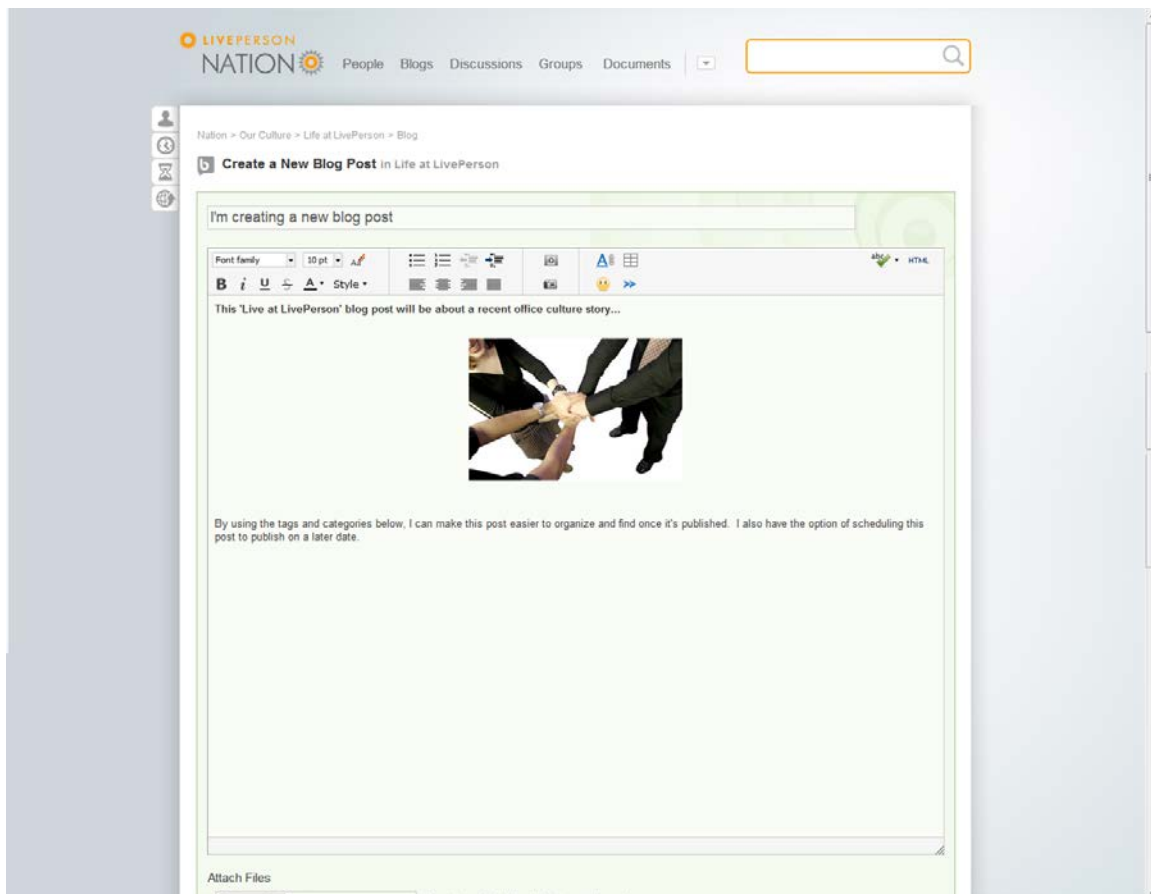 LIVEPERSON
NATION People Blogs Discussions Groups Documents
Nation > Our Culture > Life at LivePerson > Blog
Create a New Blog Post in Life at LivePerson
I'm creating a new blog post
Font family 10 pt
abc HTML
B i U S A Style
This 'Live at LivePerson' blog post will be about a recent office culture story...
By using the tags and categories below, I can make this post easier to organize and find once it's published. I also have the option of scheduling this
post to publish on a later date.
Attach Files